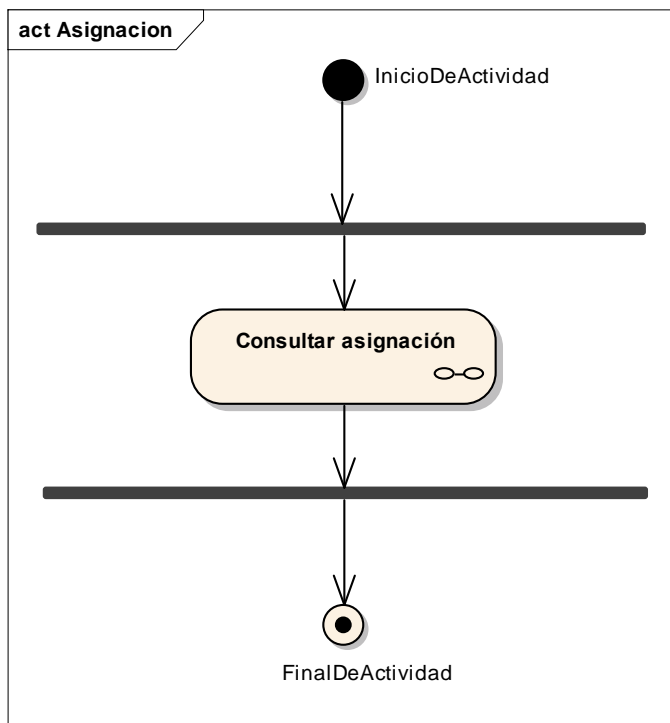 act Asignacion
InicioDeActividad
Consultar asignación
FinalDeActividad